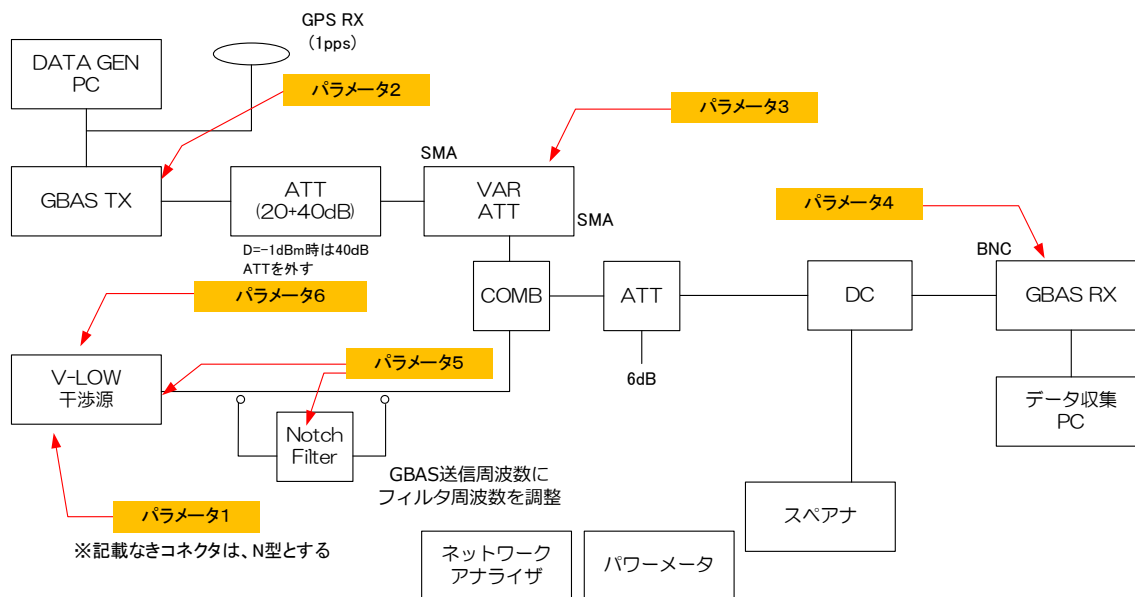 GPS RX
(1pps)
DATA GEN
PC
パラメータ2
パラメータ3
SMA
GBAS TX
ATT
(20+40dB)
VAR
ATT
SMA
パラメータ4
D=-1dBm時は40dB
ATTを外す
BNC
パラメータ6
COMB
ATT
DC
GBAS RX
V-LOW
干渉源
パラメータ5
6dB
データ収集
PC
Notch
Filter
GBAS送信周波数に
フィルタ周波数を調整
パラメータ1
スペアナ
※記載なきコネクタは、N型とする
ネットワーク
アナライザ
パワーメータ